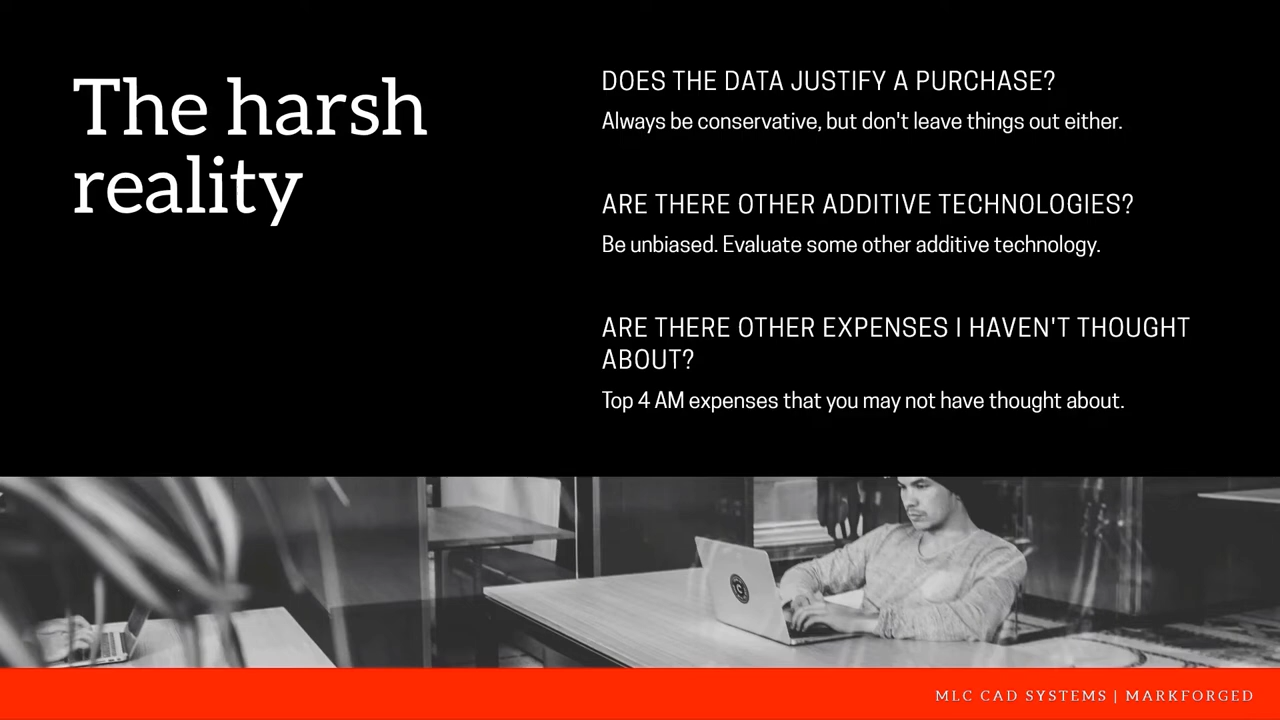 The harsh
reality
DOES THE DATA JUSTIFY A PURCHASE?
Always be conservative, but don't leave things out either.
ARE THERE OTHER ADDITIVE TECHNOLOGIES?
Be unbiased. Evaluate some other additive technology.
ARE THERE OTHER EXPENSES I HAVEN'T THOUGHT
ABOUT?
Top 4 AM expenses that you may not have thought about.
MLC CAD SYSTEMS | MARKFORGED